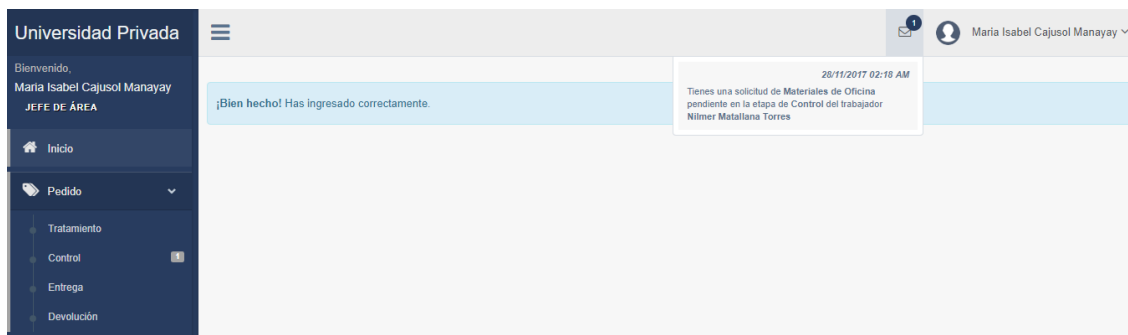 Universidad Privada
Bienvenido,
Maria Isabel Cajusol Manayay
JEFE DE ÁREA
Inicio
Pedido
Tratamiento
Control 1
Entrega
Devolución
1
Maria Isabel Cajusol Manayay
28/11/2017 02:18 AM
Tienes una solicitud de Materiales de Oficina
pendiente en la etapa de Control del trabajador
Nilmer Matallana Torres
¡Bien hecho! Has ingresado correctamente.